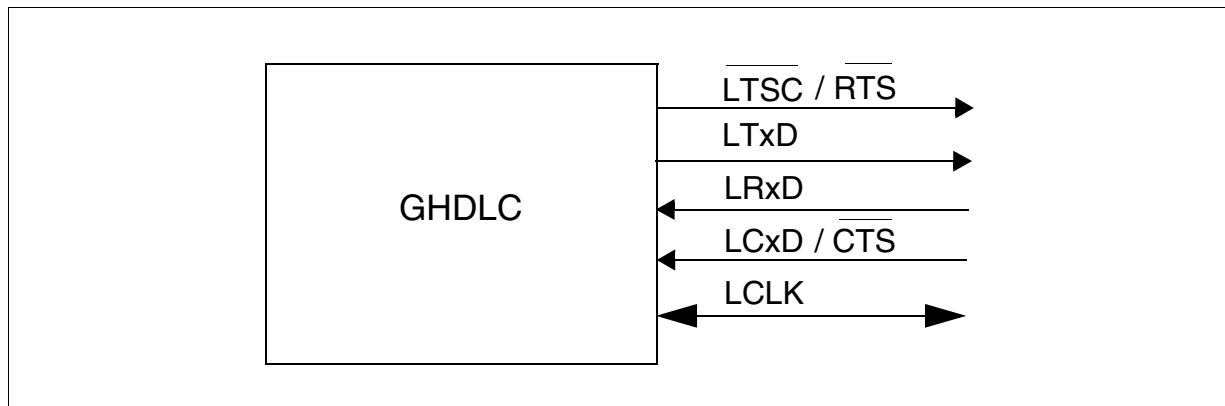 LTSC / RTS
LTxD
GHDLC
LRxD
LCxD / CTS
LCLK